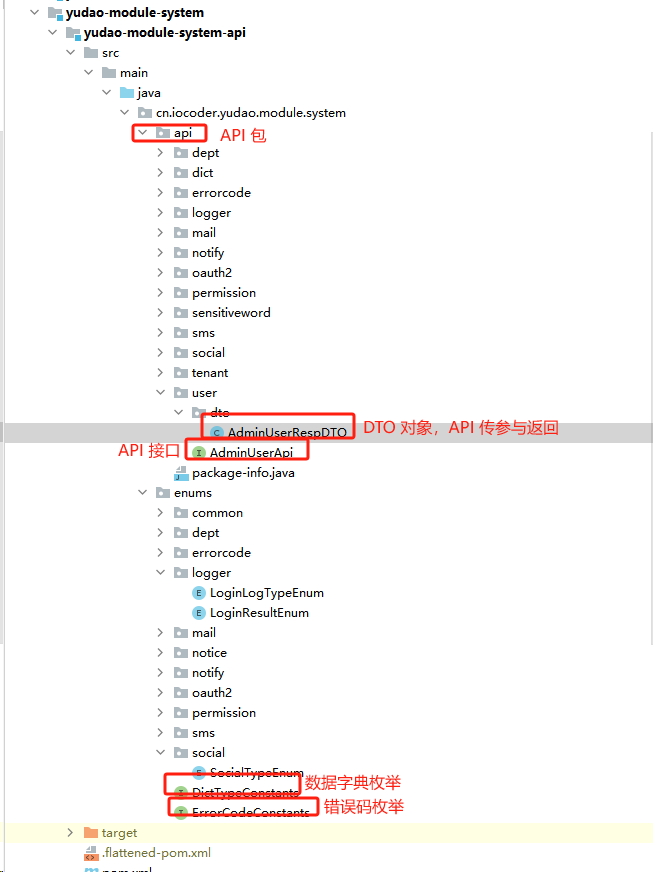 yudao-module-system
yudao-module-system-api
src
main
java
cn.iocoder.yudao.module.system
api API 包
dept
dict
errorcode
logger
mail
notify
oauth2
permission
sensitiveword
sms
social
tenant
user
dto
AdminUserRespDTO DTO 对象，API 传参与返回
API 接口 AdminUserApi
package-info.java
enums
common
dept
errorcode
logger
LoginLogTypeEnum
LoginResultEnum
mail
notice
notify
oauth2
permission
sms
social
SocialTypeEnum
DictTypeConstants 数据字典枚举
ErrorCodeConstants 错误码枚举
target
.flattened-pom.xml
pom.xml